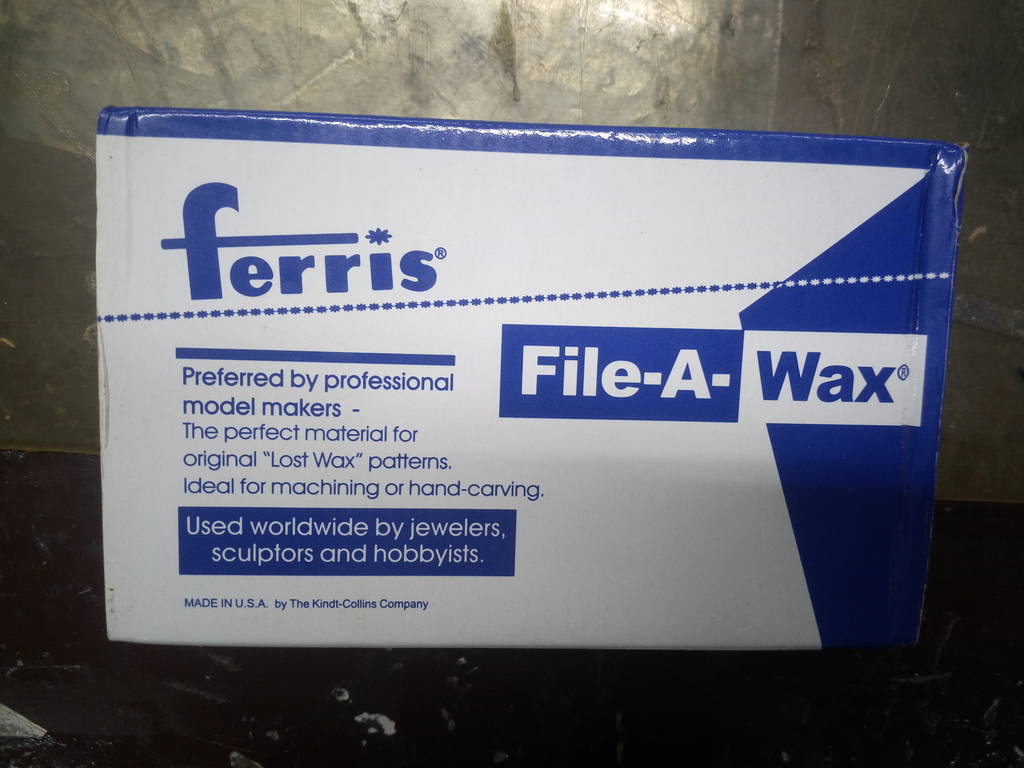 ferris®
File-A-Wax®
Preferred by professional
model makers -
The perfect material for
original "Lost Wax" patterns.
Ideal for machining or hand-carving.
Used worldwide by jewelers,
sculptors and hobbyists.
MADE IN U.S.A. by The Kindt-Collins Company